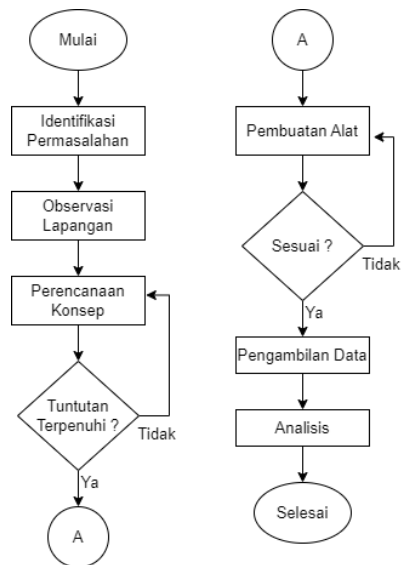 Mulai
Identifikasi
Permasalahan
Observasi
Lapangan
Perencanaan
Konsep
Tuntutan
Terpenuhi ?
Tidak
Ya
A
A
Pembuatan Alat
Sesuai ?
Tidak
Ya
Pengambilan Data
Analisis
Selesai